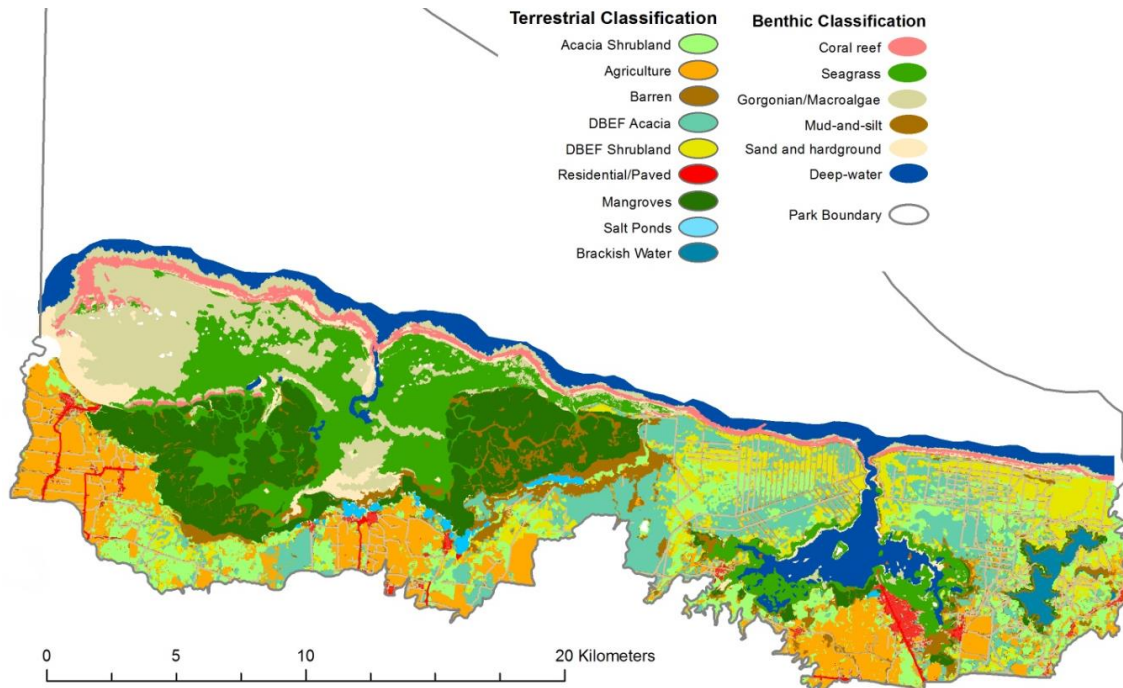 Terrestrial Classification
Acacia Shrubland
Agriculture
Barren
DBEF Acacia
DBEF Shrubland
Residential/Paved
Mangroves
Salt Ponds
Brackish Water
Benthic Classification
Coral reef
Seagrass
Gorgonian/Macroalgae
Mud-and-silt
Sand and hardground
Deep-water
Park Boundary
0 5 10 20 Kilometers